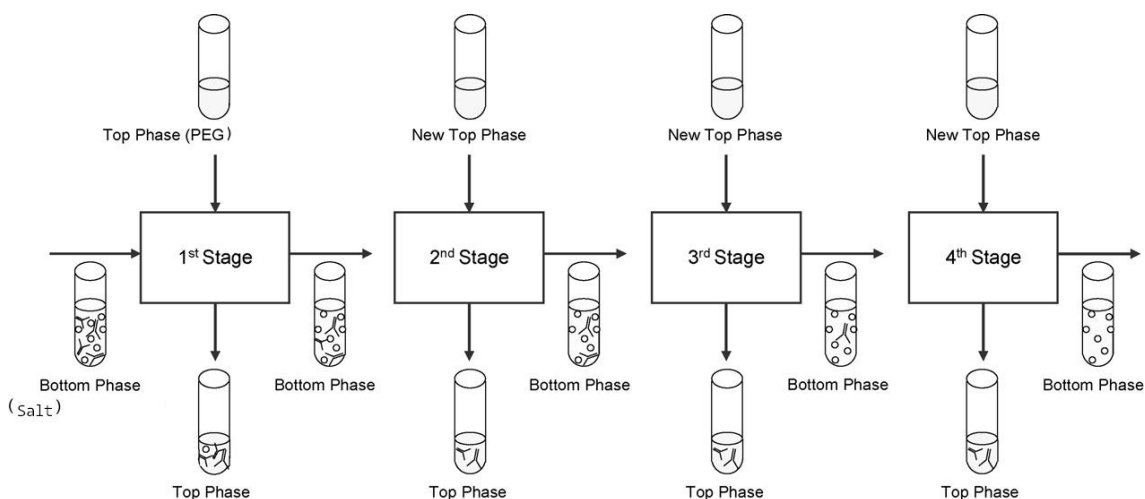 Top Phase (PEG)
New Top Phase
New Top Phase
New Top Phase
1st Stage
2nd Stage
3rd Stage
4th Stage
Bottom Phase
(Salt)
Bottom Phase
Bottom Phase
Bottom Phase
Bottom Phase
Top Phase
Top Phase
Top Phase
Top Phase